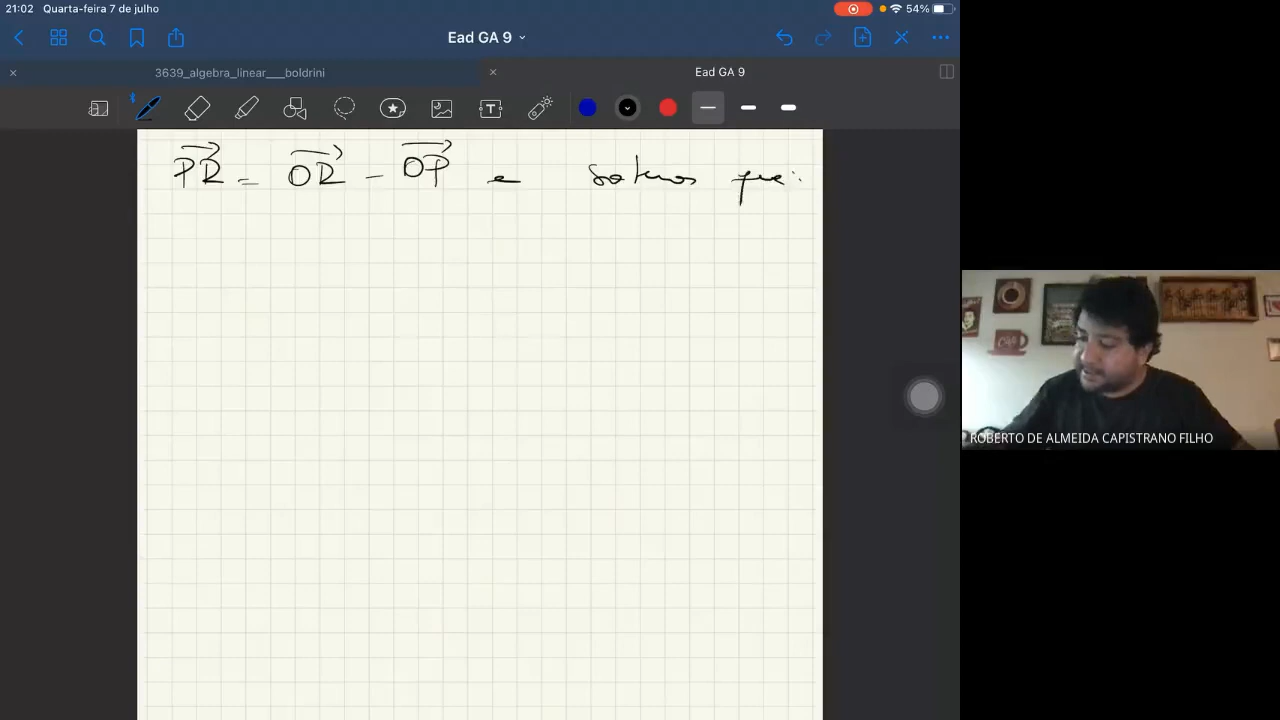 21:02 Quarta-feira 7 de julho 54%
Ead GA 9
3639_algebra_linear___boldrini Ead GA 9
PR⃗ = OR⃗ - OP⃗ e sabemos que:
ROBERTO DE ALMEIDA CAPISTRANO FILHO